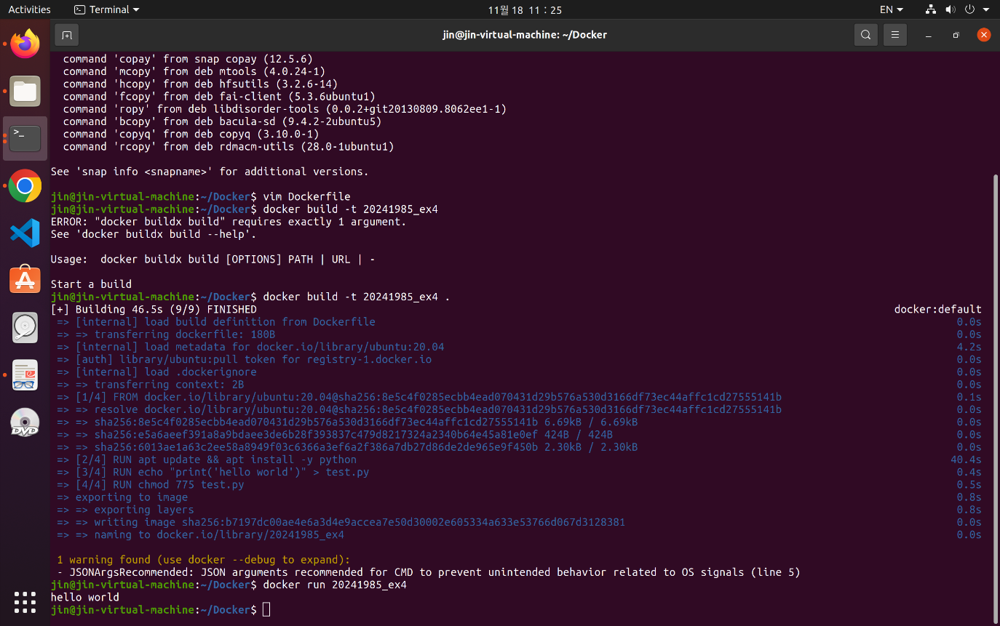 Activities
Terminal
11월 18 11 : 25
EN
jin@jin-virtual-machine: ~/Docker
command 'copay' from snap copay (12.5.6)
command 'mcopy' from deb mtools (4.0.24-1)
command 'hcopy' from deb hfsutils (3.2.6-14)
command 'fcopy' from deb fai-client (5.3.6ubuntu1)
command 'ropy' from deb libdisorder-tools (0.0.2+git20130809.8062ee1-1)
command 'bcopy' from deb bacula-sd (9.4.2-2ubuntu5)
command 'copyq' from deb copyq (3.10.0-1)
command 'rcopy' from deb rdmacm-utils (28.0-1ubuntu1)
See 'snap info <snapname>' for additional versions.
jin@jin-virtual-machine:~/Docker$ vim Dockerfile
jin@jin-virtual-machine:~/Docker$ docker build -t 20241985_ex4
ERROR: "docker buildx build" requires exactly 1 argument.
See 'docker buildx build --help'.
Usage:  docker buildx build [OPTIONS] PATH | URL | -
Start a build
jin@jin-virtual-machine:~/Docker$ docker build -t 20241985_ex4 .
[+] Building 46.5s (9/9) FINISHED docker:default
=> [internal] load build definition from Dockerfile 0.0s
=> => transferring dockerfile: 180B 0.0s
=> [internal] load metadata for docker.io/library/ubuntu:20.04 4.2s
=> [auth] library/ubuntu:pull token for registry-1.docker.io 0.0s
=> [internal] load .dockerignore 0.0s
=> => transferring context: 2B 0.0s
=> [1/4] FROM docker.io/library/ubuntu:20.04@sha256:8e5c4f0285ecbb4ead070431d29b576a530d3166df73ec44affc1cd27555141b 0.1s
=> => resolve docker.io/library/ubuntu:20.04@sha256:8e5c4f0285ecbb4ead070431d29b576a530d3166df73ec44affc1cd27555141b 0.0s
=> => sha256:8e5c4f0285ecbb4ead070431d29b576a530d3166df73ec44affc1cd27555141b 6.69kB / 6.69kB 0.0s
=> => sha256:e5a6aeef391a8a9bdaee3de6b28f393837c479d8217324a2340b64e45a81e0ef 424B / 424B 0.0s
=> => sha256:6013ae1a63c2ee58a8949f03c6366a3ef6a2f386a7db27d86de2de965e9f450b 2.30kB / 2.30kB 0.0s
=> [2/4] RUN apt update && apt install -y python 40.4s
=> [3/4] RUN echo "print('hello world')" > test.py 0.4s
=> [4/4] RUN chmod 775 test.py 0.5s
=> exporting to image 0.8s
=> => exporting layers 0.8s
=> => writing image sha256:b7197dc00ae4e6a3d4e9accea7e50d30002e605334a633e53766d067d3128381 0.0s
=> => naming to docker.io/library/20241985_ex4 0.0s
1 warning found (use docker --debug to expand):
- JSONArgsRecommended: JSON arguments recommended for CMD to prevent unintended behavior related to OS signals (line 5)
jin@jin-virtual-machine:~/Docker$ docker run 20241985_ex4
hello world
jin@jin-virtual-machine:~/Docker$
DVD